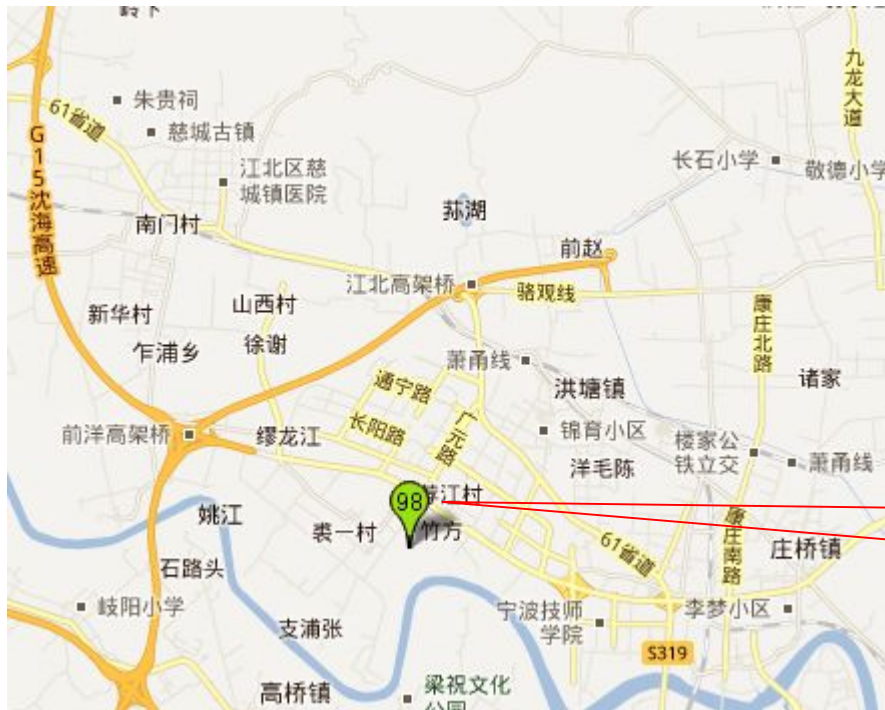 九龙大道
朱贵祠
61省道
慈城古镇
G15沈海高速
长石小学
敬德小学
江北区慈
城镇医院
荪湖
南门村
前赵
江北高架桥
骆观线
山西村
新华村
康庄北路
徐谢
乍浦乡
萧甬线
诸家
通宁路
洪塘镇
广元路
长阳路
锦育小区
前洋高架桥
缪龙江
楼家公
铁立交
洋毛陈
萧甬线
江村
98
姚江
裘一村
竹方
康庄南路
61省道
庄桥镇
石路头
岐阳小学
宁波技师
学院
李梦小区
支浦张
S319
高桥镇
梁祝文化
公园